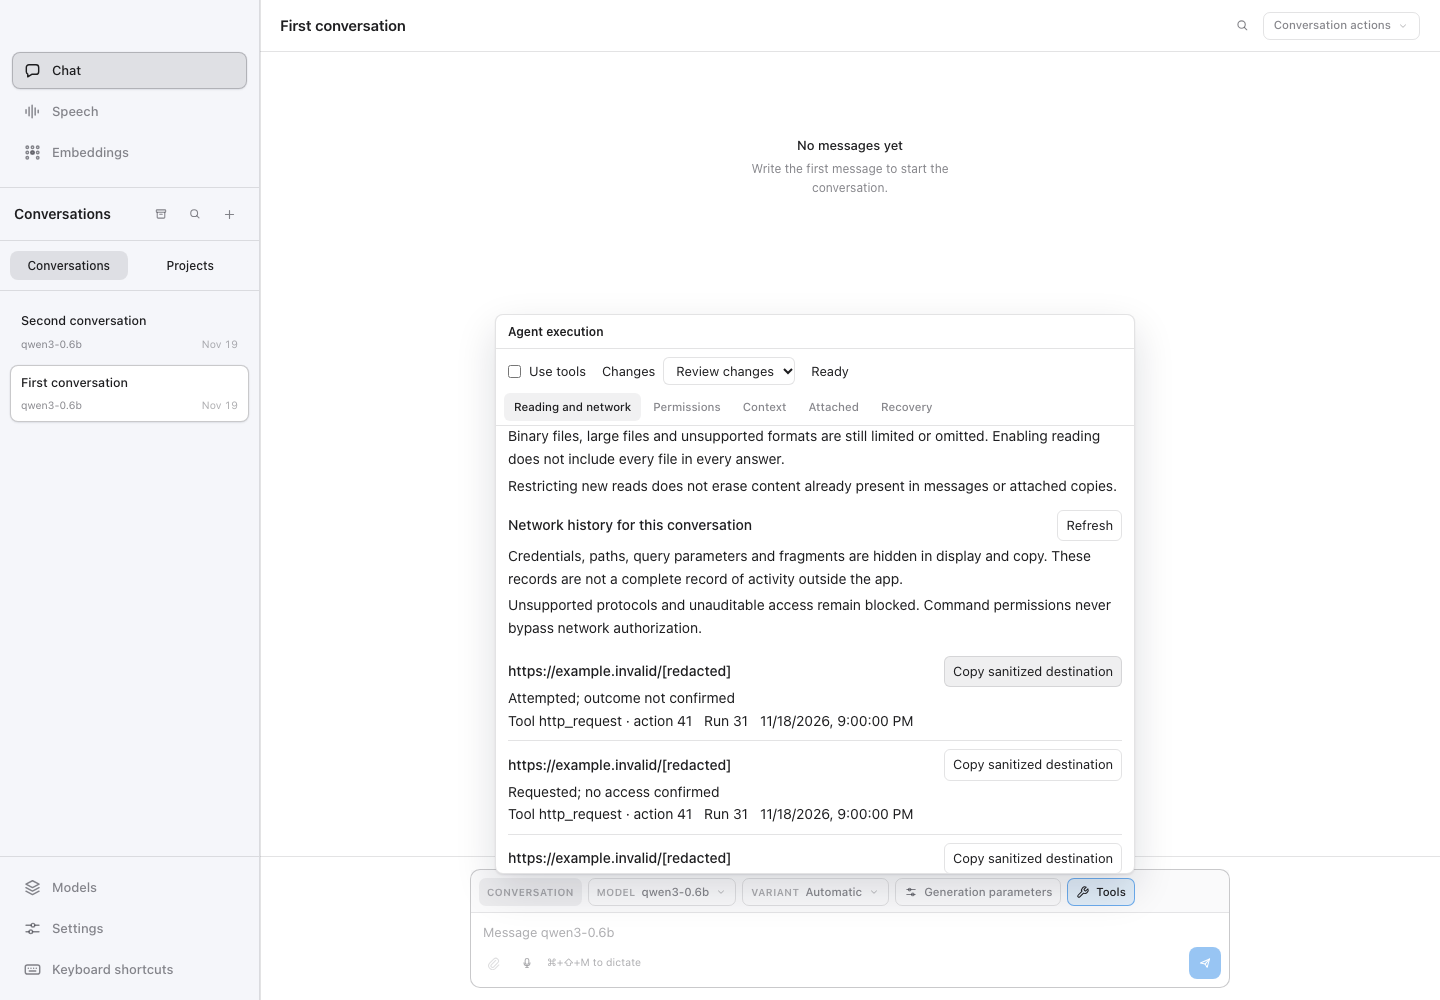 Chat
Speech
Embeddings
Conversations
Conversations
Projects
Second conversation
qwen3-0.6b
Nov 19
First conversation
qwen3-0.6b
Nov 19
Models
Settings
Keyboard shortcuts
First conversation
Conversation actions
No messages yet
Write the first message to start the
conversation.
Agent execution
Use tools
Changes
Review changes
Ready
Reading and network
Permissions
Context
Attached
Recovery
Binary files, large files and unsupported formats are still limited or omitted. Enabling reading
does not include every file in every answer.
Restricting new reads does not erase content already present in messages or attached copies.
Network history for this conversation
Refresh
Credentials, paths, query parameters and fragments are hidden in display and copy. These
records are not a complete record of activity outside the app.
Unsupported protocols and unauditable access remain blocked. Command permissions never
bypass network authorization.
https://example.invalid/[redacted]
Copy sanitized destination
Attempted; outcome not confirmed
Tool http_request · action 41 Run 31 11/18/2026, 9:00:00 PM
https://example.invalid/[redacted]
Copy sanitized destination
Requested; no access confirmed
Tool http_request · action 41 Run 31 11/18/2026, 9:00:00 PM
https://example.invalid/[redacted]
Copy sanitized destination
CONVERSATION
MODEL qwen3-0.6b
VARIANT Automatic
Generation parameters
Tools
Message qwen3-0.6b
⌘+⇧+M to dictate